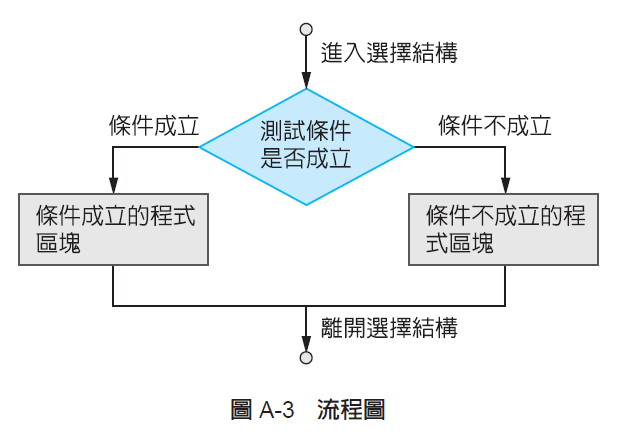 進入選擇結構
條件成立
測試條件
是否成立
條件不成立
條件成立的程式
區塊
條件不成立的程
式區塊
離開選擇結構
圖 A-3 流程圖